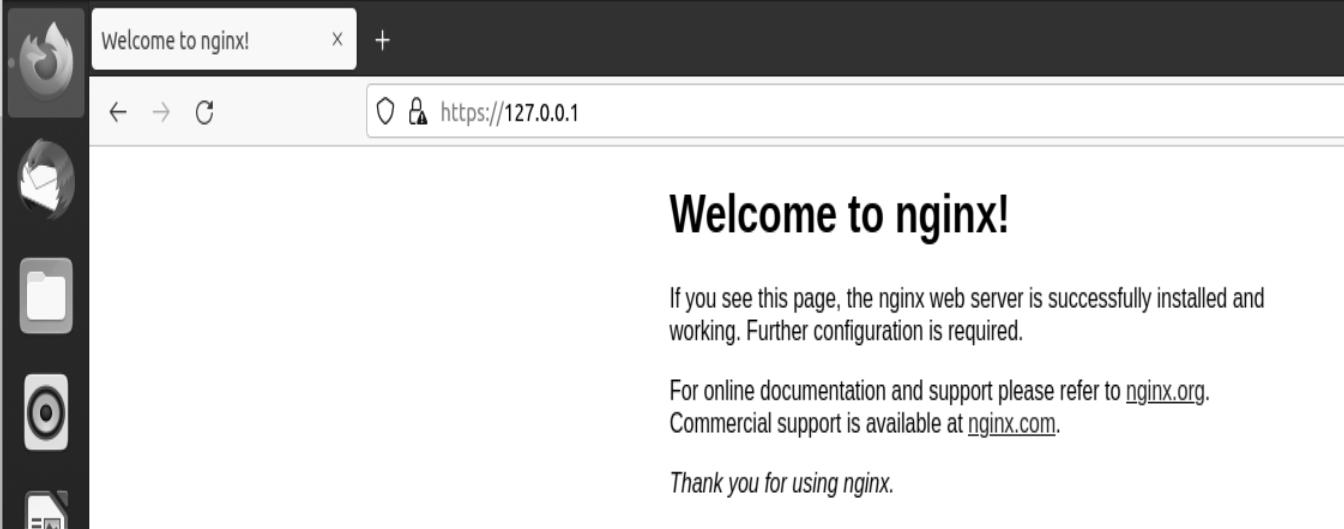 Welcome to nginx!
https://127.0.0.1
Welcome to nginx!
If you see this page, the nginx web server is successfully installed and
working. Further configuration is required.
For online documentation and support please refer to nginx.org.
Commercial support is available at nginx.com.
Thank you for using nginx.